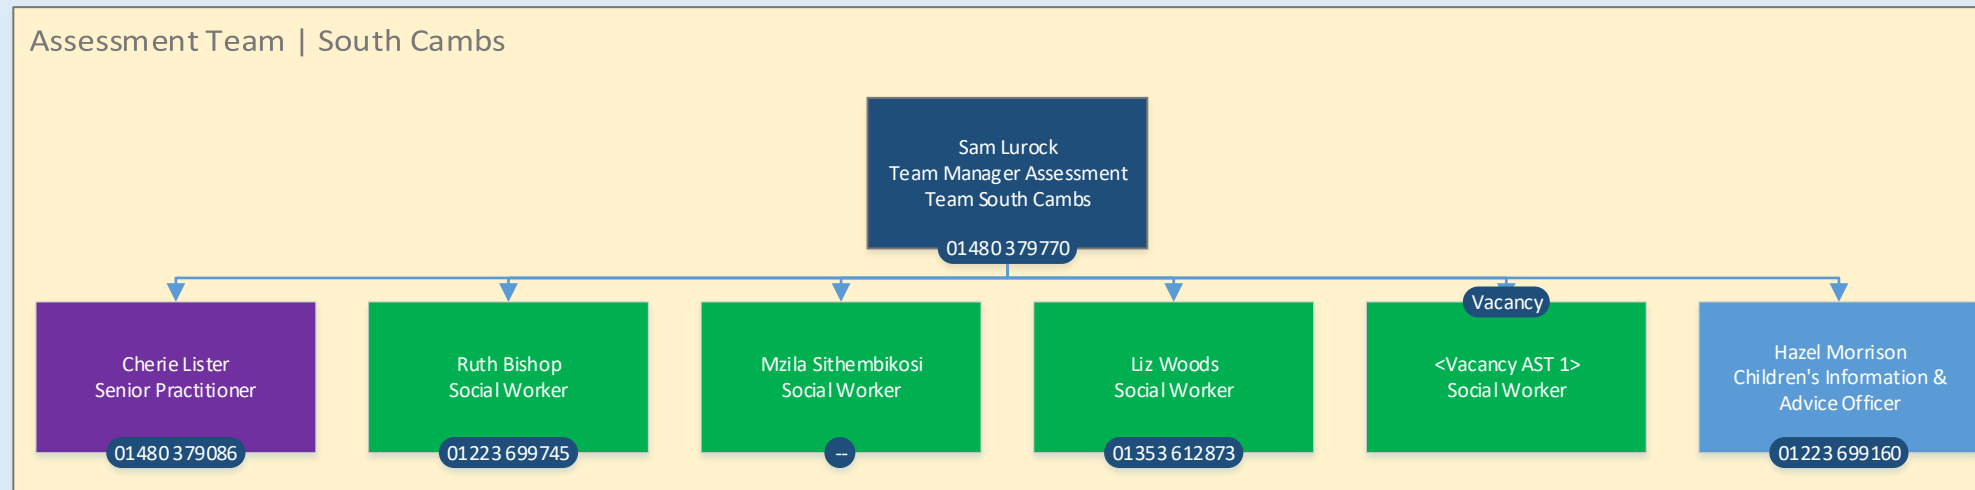 Assessment Team | South Cambs
Sam Lurock
Team Manager Assessment
Team South Cambs
01480 379770
Cherie Lister
Senior Practitioner
01480 379086
Ruth Bishop
Social Worker
01223 699745
Mzila Sithembikosi
Social Worker
--
Liz Woods
Social Worker
01353 612873
Vacancy
<Vacancy AST 1>
Social Worker
Hazel Morrison
Children's Information &
Advice Officer
01223 699160